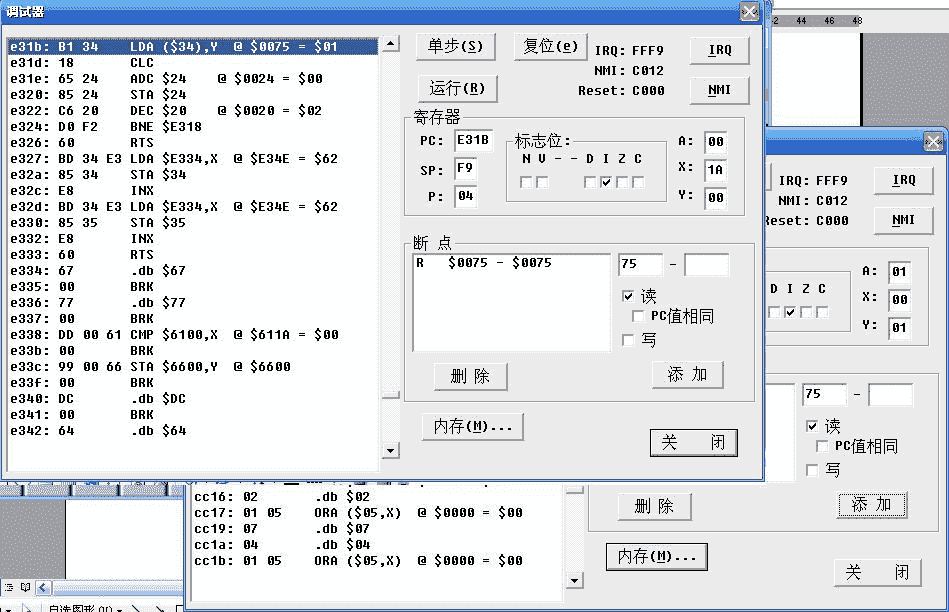 调试器
e31b: B1 34 LDA ($34),Y @ $0075 = $01
e31d: 18 CLC
e31e: 65 24 ADC $24 @ $0024 = $00
e320: 85 24 STA $24
e322: C6 20 DEC $20 @ $0020 = $02
e324: D0 F2 BNE $E318
e326: 60 RTS
e327: BD 34 E3 LDA $E334,X @ $E34E = $62
e32a: 85 34 STA $34
e32c: E8 INX
e32d: BD 34 E3 LDA $E334,X @ $E34E = $62
e330: 85 35 STA $35
e332: E8 INX
e333: 60 RTS
e334: 67 .db $67
e335: 00 BRK
e336: 77 .db $77
e337: 00 BRK
e338: DD 00 61 CMP $6100,X @ $611A = $00
e33b: 00 BRK
e33c: 99 00 66 STA $6600,Y @ $6600
e33f: 00 BRK
e340: DC .db $DC
e341: 00 BRK
e342: 64 .db $64
单步(S)
复位(e)
IRQ: FFF9
IRQ
NMI: C012
运行(R)
Reset: C000
NMI
寄存器
PC: E31B
标志位:
A: 00
N V - - D I Z C
SP: F9
X: 1A
P: 04
Y: 00
断 点
R $0075 - $0075
75 -
读
PC值相同
写
删 除
添 加
内存(M)...
关 闭
2 44 46 48
IRQ: FFF9
IRQ
NMI: C012
Reset: C000
NMI
A: 01
D I Z C
X: 00
Y: 01
75 -
读
PC值相同
写
删 除
添 加
内存(M)...
关 闭
cc16: 02 .db $02
cc17: 01 05 ORA ($05,X) @ $0000 = $00
cc19: 07 .db $07
cc1a: 04 .db $04
cc1b: 01 05 ORA ($05,X) @ $0000 = $00
自选图形(U)